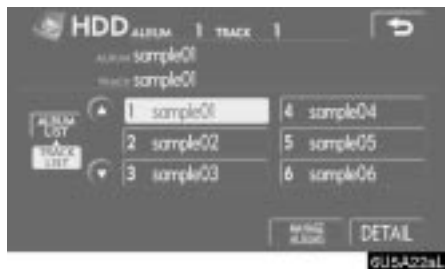 HDD ALBUM 1 TRACK 1
ALBUM sample01
TRACK sample01
ALBUM LIST
TRACK LIST
1 sample01
2 sample02
3 sample03
4 sample04
5 sample05
6 sample06
DETAIL
6U5A22aL